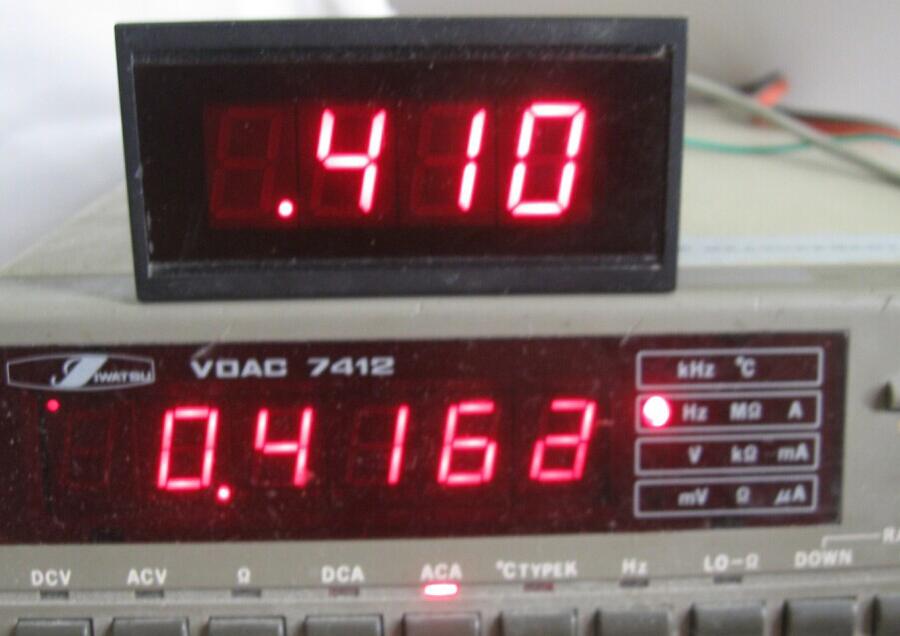 .410
IWATSU VOAC 7412
0.416a
kHz °C
Hz MΩ A
V kΩ mA
mV Ω μA
DCV ACV Ω DCA ACA °CTYPEK Hz LO-Ω DOWN